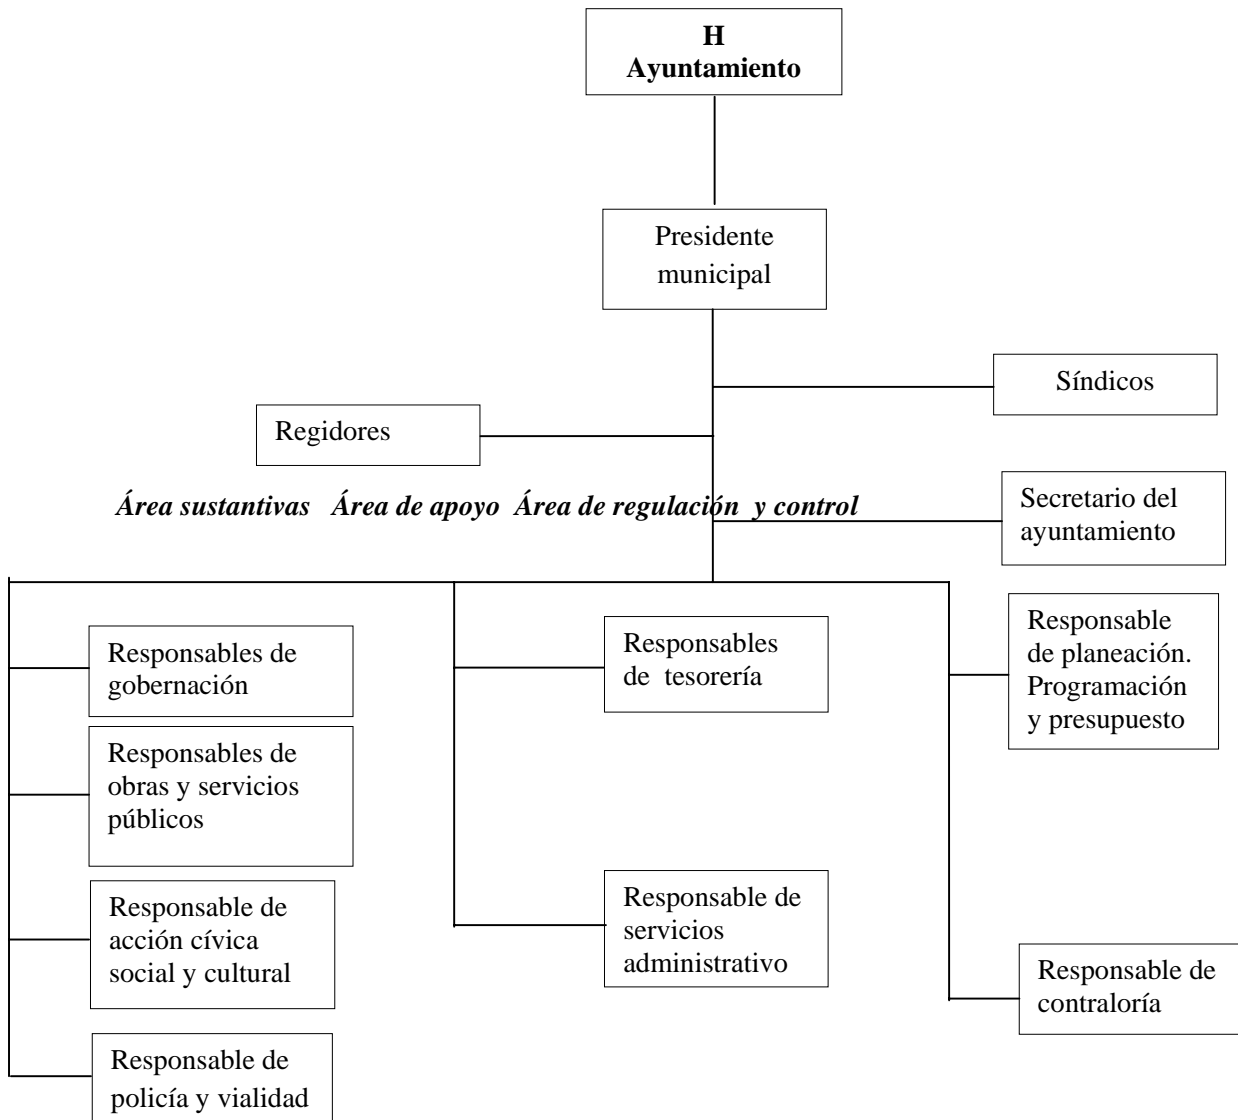 H
Ayuntamiento
Presidente
municipal
Síndicos
Regidores
Área sustantivas Área de apoyo Área de regulación y control
Secretario del
ayuntamiento
Responsables de
gobernación
Responsables de
obras y servicios
públicos
Responsable de
acción cívica
social y cultural
Responsable de
policía y vialidad
Responsables
de tesorería
Responsable de
servicios
administrativo
Responsable
de planeación.
Programación
y presupuesto
Responsable de
contraloría